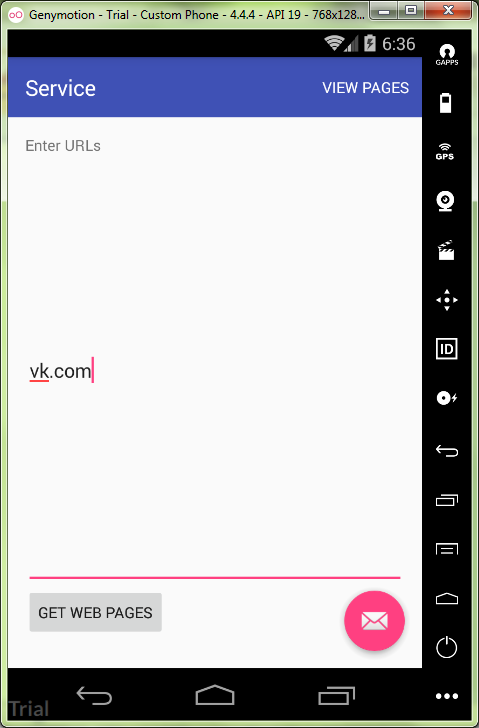 Genymotion - Trial - Custom Phone - 4.4.4 - API 19 - 768x128...
6:36
GAPPS
Service
VIEW PAGES
Enter URLs
GPS
ID
vk.com
GET WEB PAGES
Trial